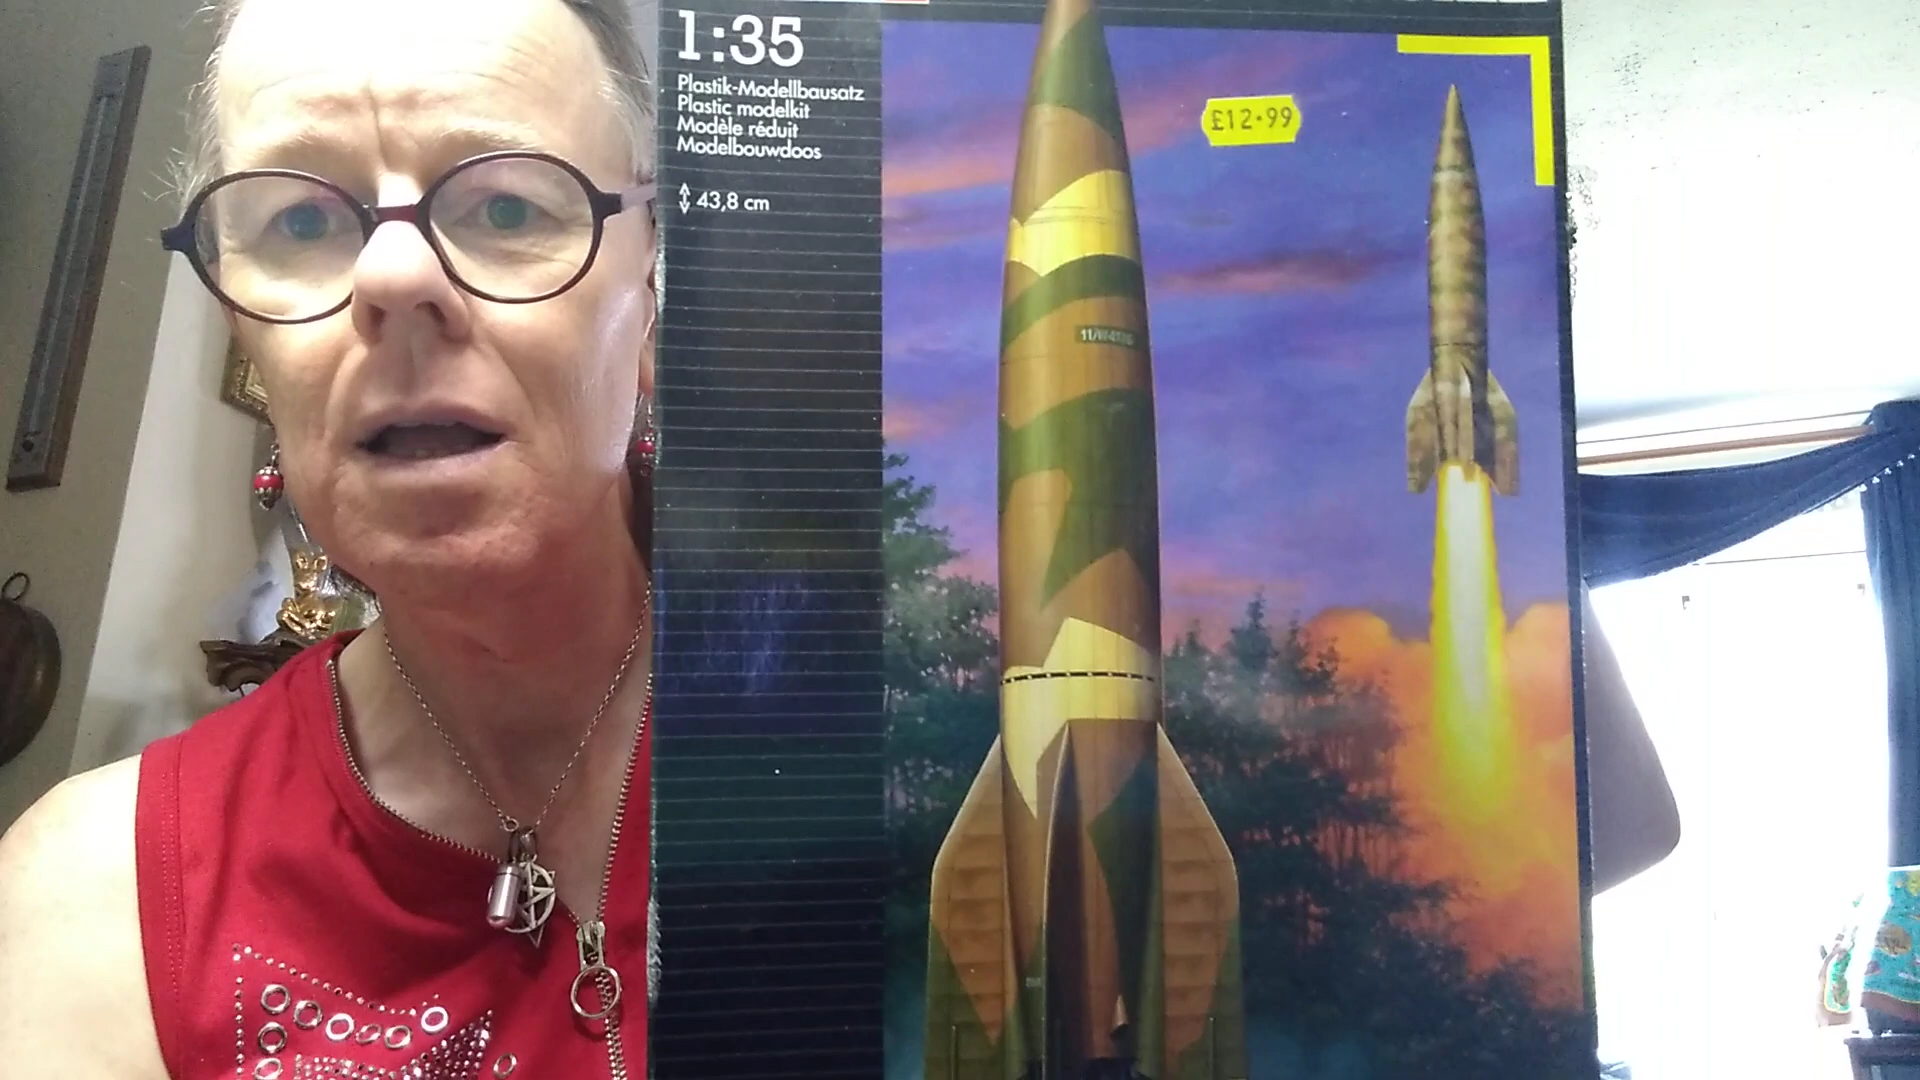 1:35
Plastik-Modellbausatz
Plastic modelkit
Modèle réduit
Modelbouwdoos
43,8 cm
£12·99